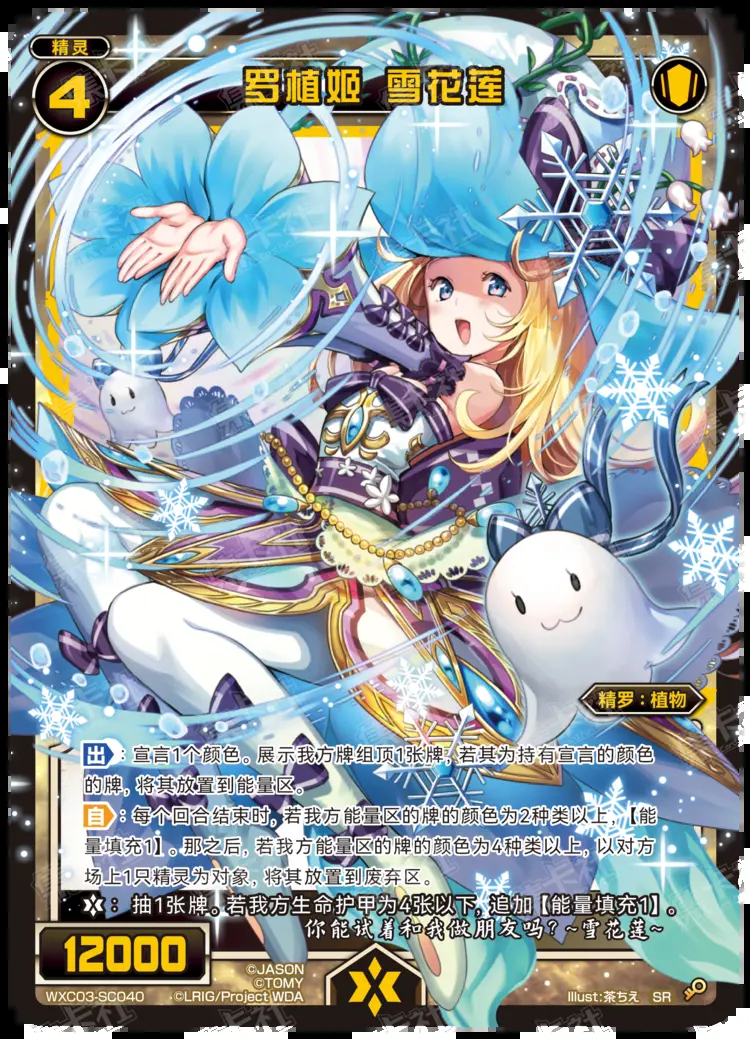 精灵
4
罗植姬 雪花莲
精罗：植物
出：宣言1个颜色。展示我方牌组顶1张牌，若其为持有宣言的颜色
的牌，将其放置到能量区。
自：每个回合结束时，若我方能量区的牌的颜色为2种类以上，【能
量填充1】。那之后，若我方能量区的牌的颜色为4种类以上，以对方
场上1只精灵为对象，将其放置到废弃区。
：抽1张牌。若我方生命护甲为4张以下，追加【能量填充1】。
你能试着和我做朋友吗？~雪花莲~
12000
©JASON
©TOMY
WXC03-SC040 ©LRIG/Project WDA
Illust:茶ちえ SR